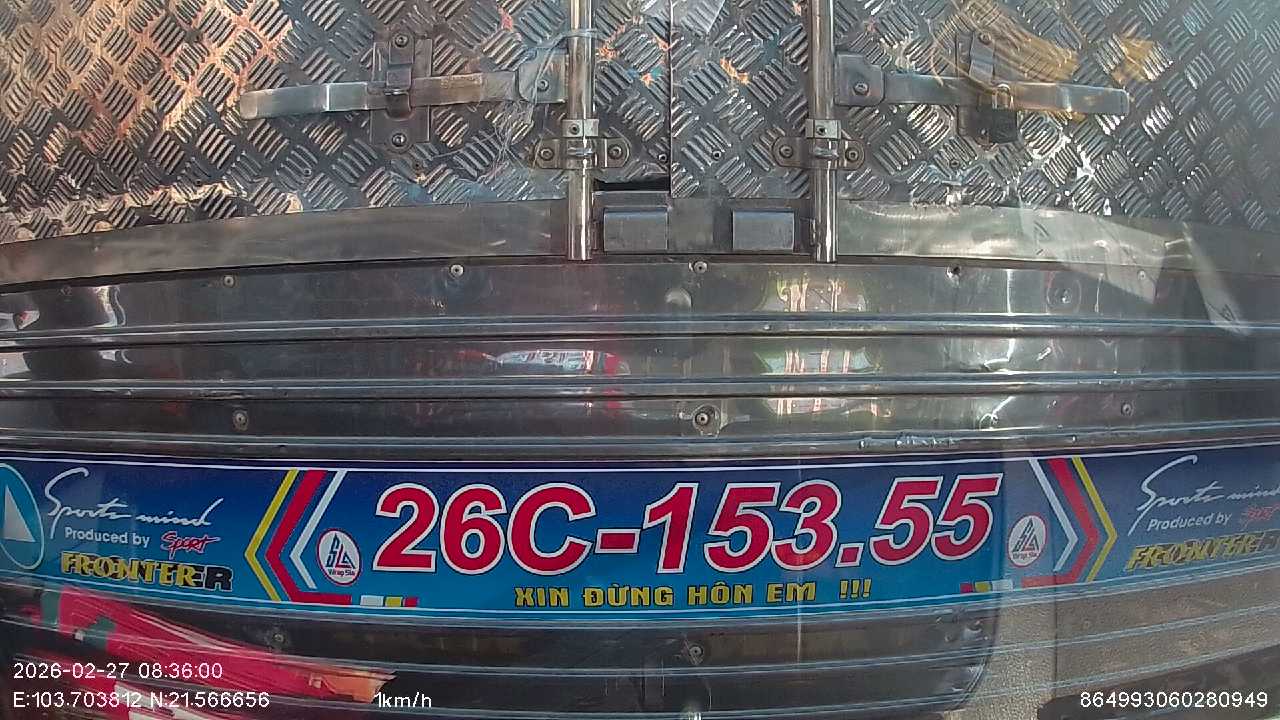 Sports mind
Produced by Sport
FRONTER-R
26C-153.55
XIN ĐỪNG HÔN EM !!!
Sports mind
Produced by Sport
FRONTER-R
2026-02-27 08:36:00
E:103.703812 N:21.566656 1km/h
864993060280949